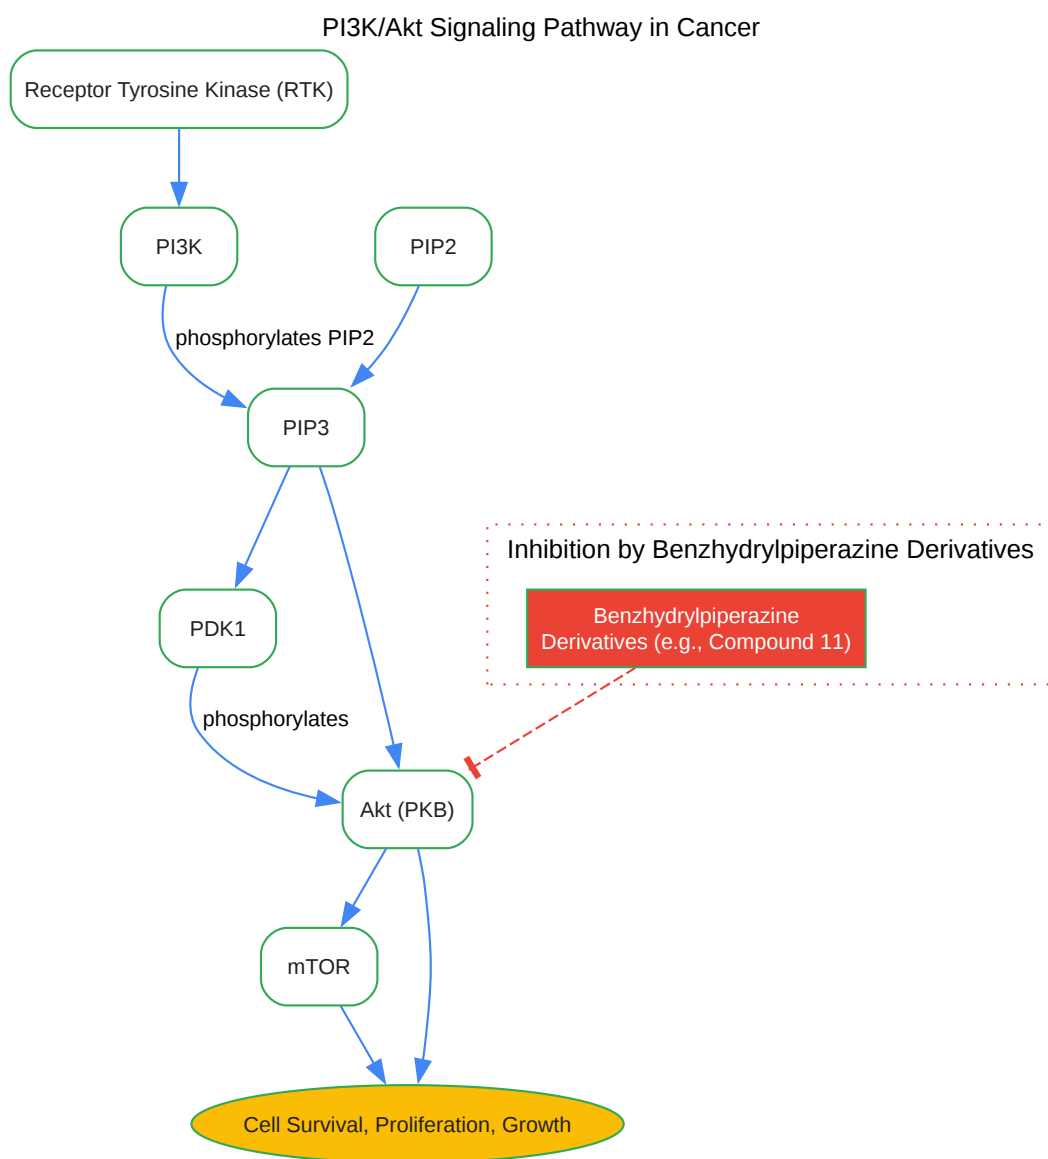 PI3K/Akt Signaling Pathway in Cancer
Receptor Tyrosine Kinase (RTK)
PI3K
PIP2
phosphorylates PIP2
PIP3
Inhibition by Benzhydrylpiperazine Derivatives
Benzhydrylpiperazine
Derivatives (e.g., Compound 11)
PDK1
phosphorylates
Akt (PKB)
mTOR
Cell Survival, Proliferation, Growth